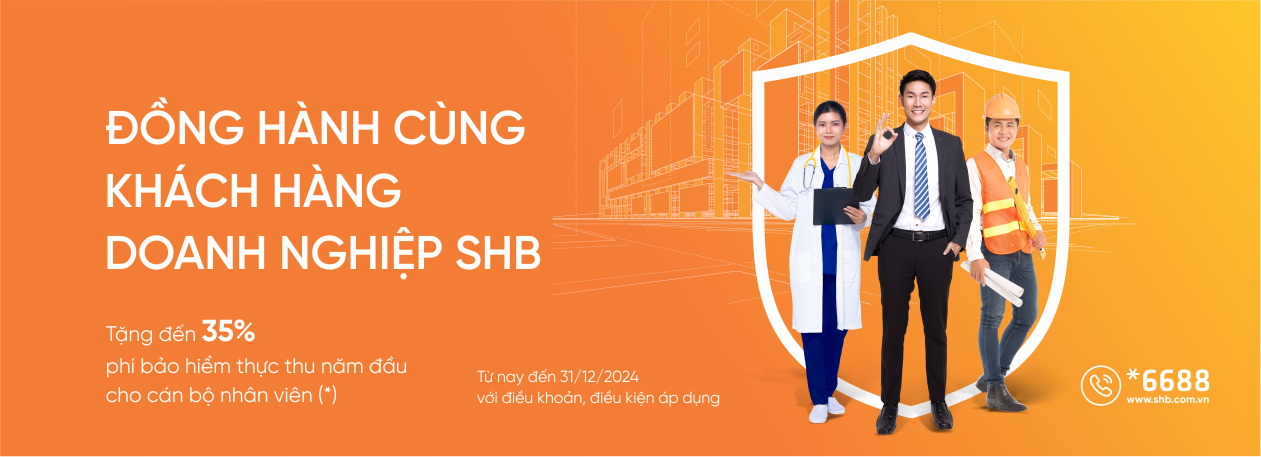 ĐỒNG HÀNH CÙNG
KHÁCH HÀNG
DOANH NGHIỆP SHB
Tặng đến 35%
phí bảo hiểm thực thu năm đầu
cho cán bộ nhân viên (*)
Từ nay đến 31/12/2024
với điều khoản, điều kiện áp dụng
*6688
www.shb.com.vn